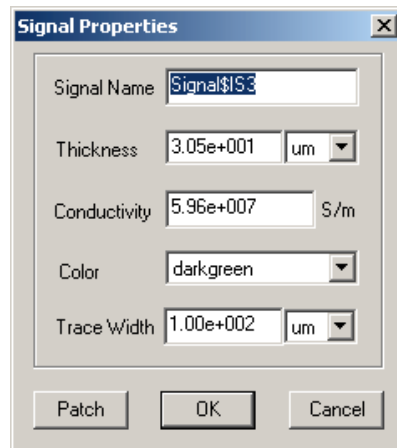 Signal Properties
Signal Name Signal$IS3
Thickness 3.05e+001 um
Conductivity 5.96e+007 S/m
Color darkgreen
Trace Width 1.00e+002 um
Patch OK Cancel